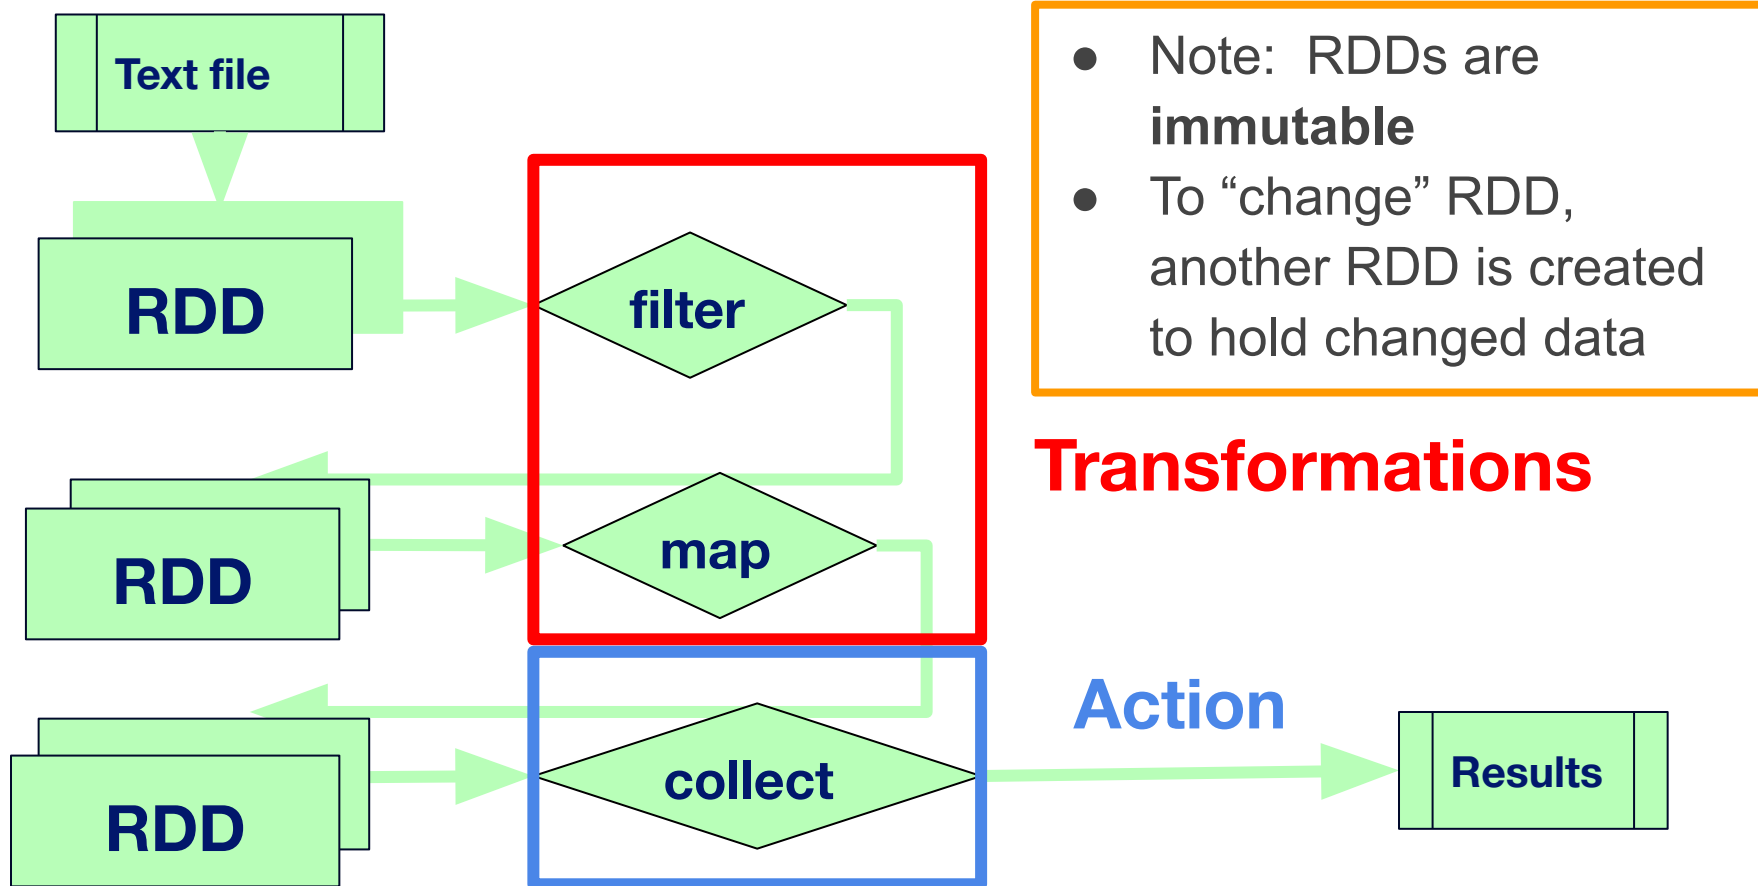 Text file
● Note:  RDDs are
immutable
● To “change” RDD,
another RDD is created
to hold changed data
RDD
filter
Transformations
RDD
map
Action
RDD
collect
Results